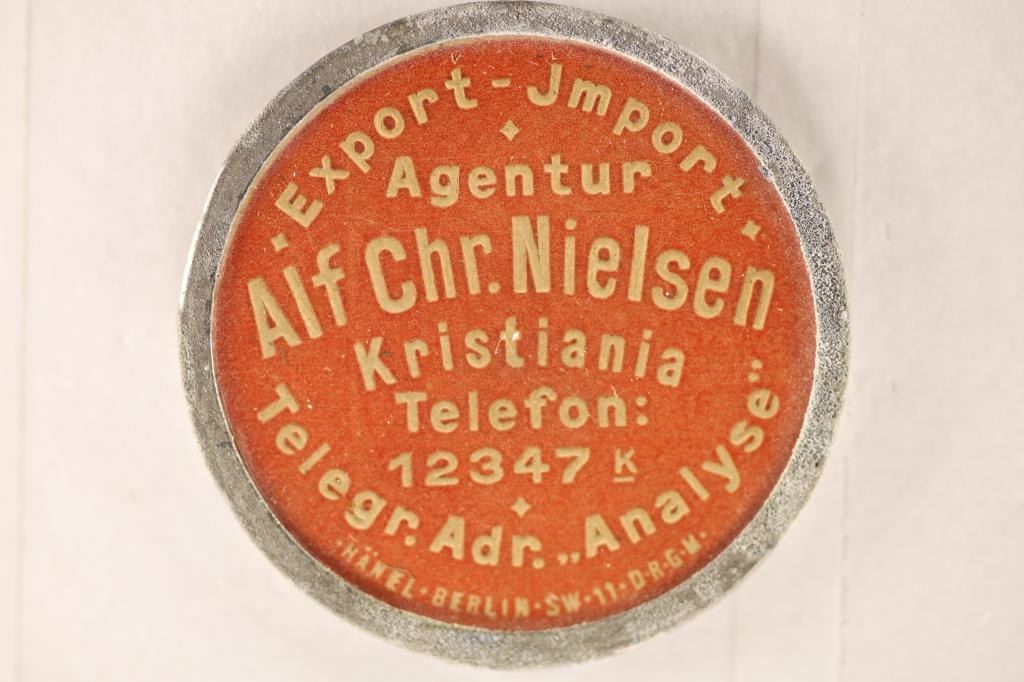 Export - Jmport
Agentur
Alf Chr. Nielsen
Kristiania
Telefon:
12347 K
Telegr. Adr. „Analyse”
·HÄNEL·BERLIN·SW·11·D·R·G·M·